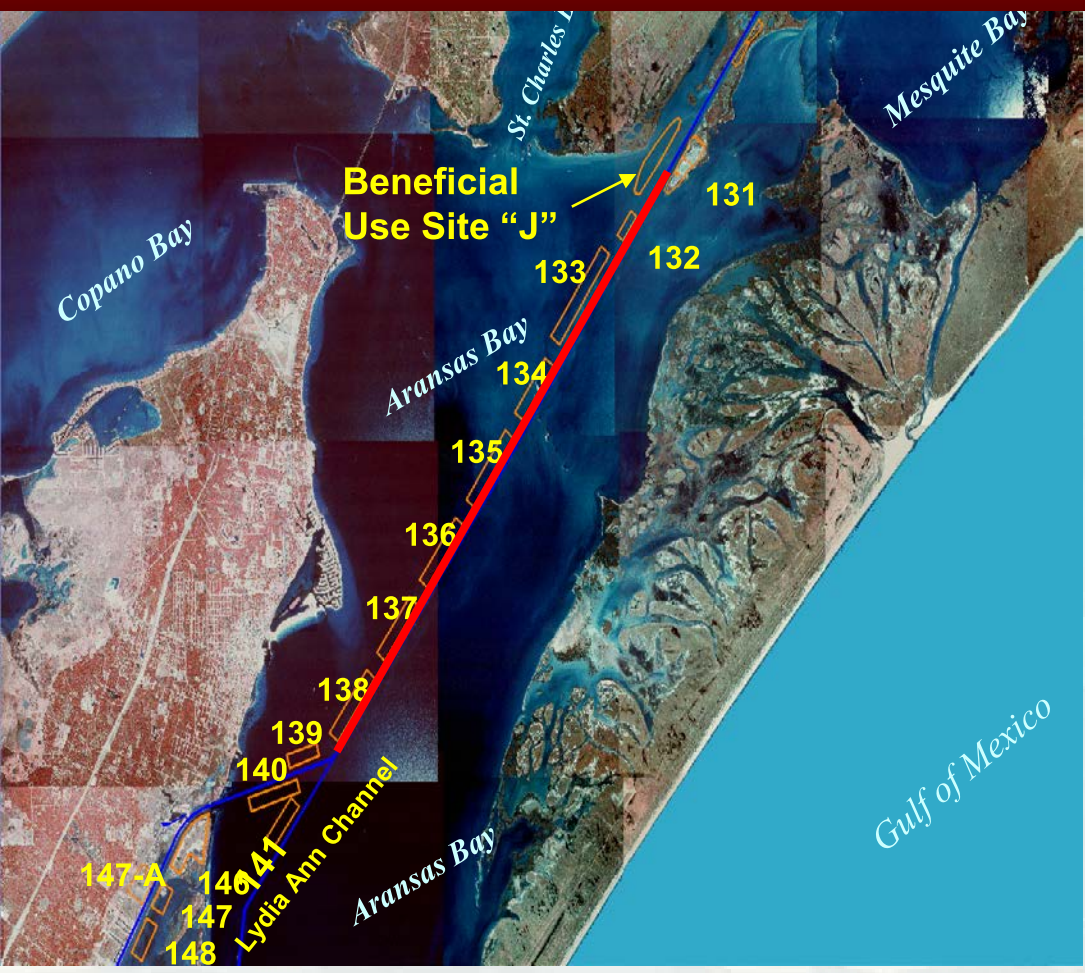 St. Charles B
Mesquite Bay
Beneficial
Use Site “J”
131
132
Copano Bay
133
Aransas Bay
134
135
136
137
138
139
140
Lydia Ann Channel
141
147-A
146
147
148
Aransas Bay
Gulf of Mexico